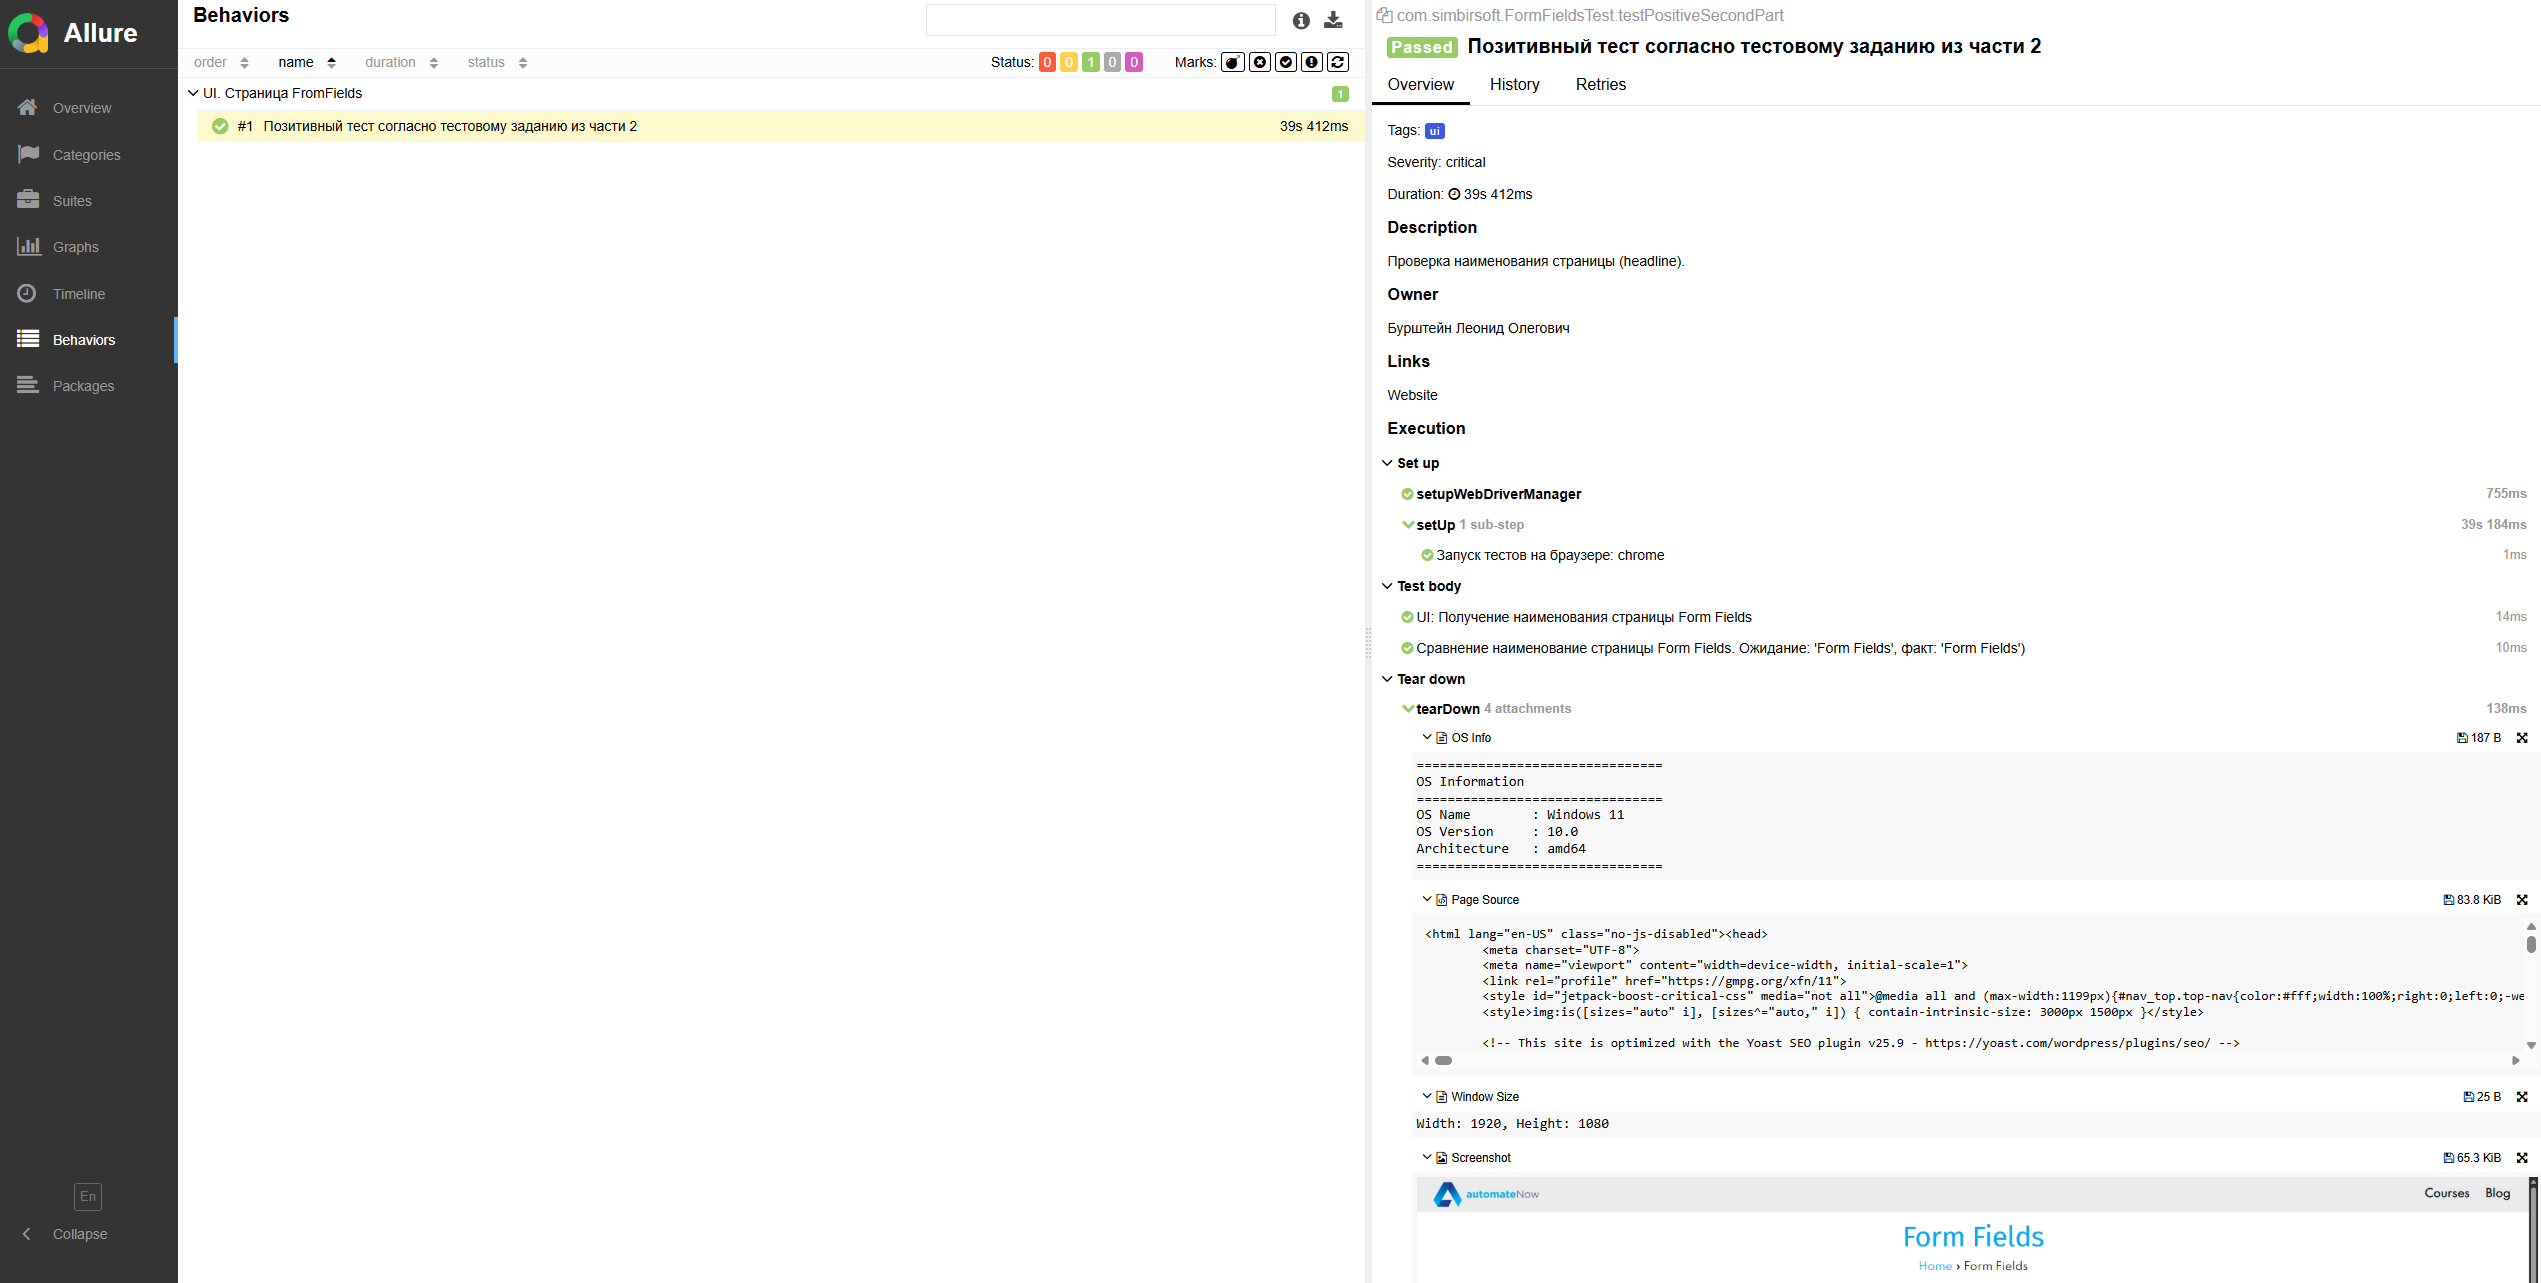 Allure
Overview
Categories
Suites
Graphs
Timeline
Behaviors
Packages
En
Collapse
Behaviors
order name duration status
Status: 0 0 1 0 0 Marks:
UI. Страница FromFields 1
#1 Позитивный тест согласно тестовому заданию из части 2 39s 412ms
com.simbirsoft.FormFieldsTest.testPositiveSecondPart
Passed Позитивный тест согласно тестовому заданию из части 2
Overview History Retries
Tags: ui
Severity: critical
Duration: 39s 412ms
Description
Проверка наименования страницы (headline).
Owner
Бурштейн Леонид Олегович
Links
Website
Execution
Set up
setupWebDriverManager 755ms
setUp 1 sub-step 39s 184ms
Запуск тестов на браузере: chrome 1ms
Test body
UI: Получение наименования страницы Form Fields 14ms
Сравнение наименование страницы Form Fields. Ожидание: 'Form Fields', факт: 'Form Fields') 10ms
Tear down
tearDown 4 attachments 138ms
OS Info 187 B
================================
OS Information
================================
OS Name : Windows 11
OS Version : 10.0
Architecture : amd64
================================
Page Source 83.8 KiB
<html lang="en-US" class="no-js-disabled"><head>
<meta charset="UTF-8">
<meta name="viewport" content="width=device-width, initial-scale=1">
<link rel="profile" href="https://gmpg.org/xfn/11">
<style id="jetpack-boost-critical-css" media="not all">@media all and (max-width:1199px){#nav_top.top-nav{color:#fff;width:100%;right:0;left:0;-we
<style>img:is([sizes="auto" i], [sizes^="auto," i]) { contain-intrinsic-size: 3000px 1500px }</style>
<!-- This site is optimized with the Yoast SEO plugin v25.9 - https://yoast.com/wordpress/plugins/seo/ -->
Window Size 25 B
Width: 1920, Height: 1080
Screenshot 65.3 KiB
automateNow Courses Blog
Form Fields
Home › Form Fields